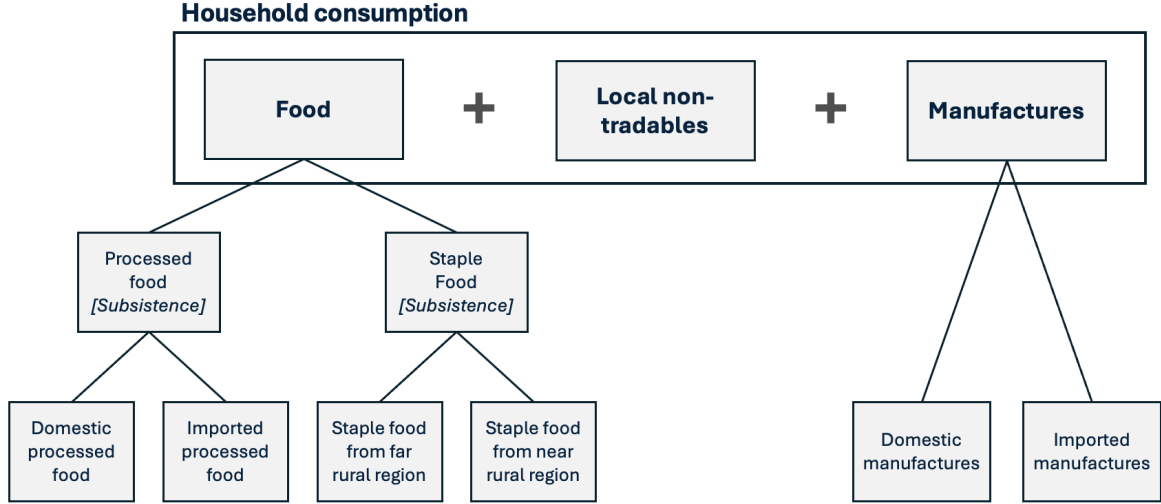 Household consumption
Food
+
Local non-
tradables
+
Manufactures
Processed
food
[Subsistence]
Staple
Food
[Subsistence]
Domestic
processed
food
Imported
processed
food
Staple food
from far
rural region
Staple food
from near
rural region
Domestic
manufactures
Imported
manufactures